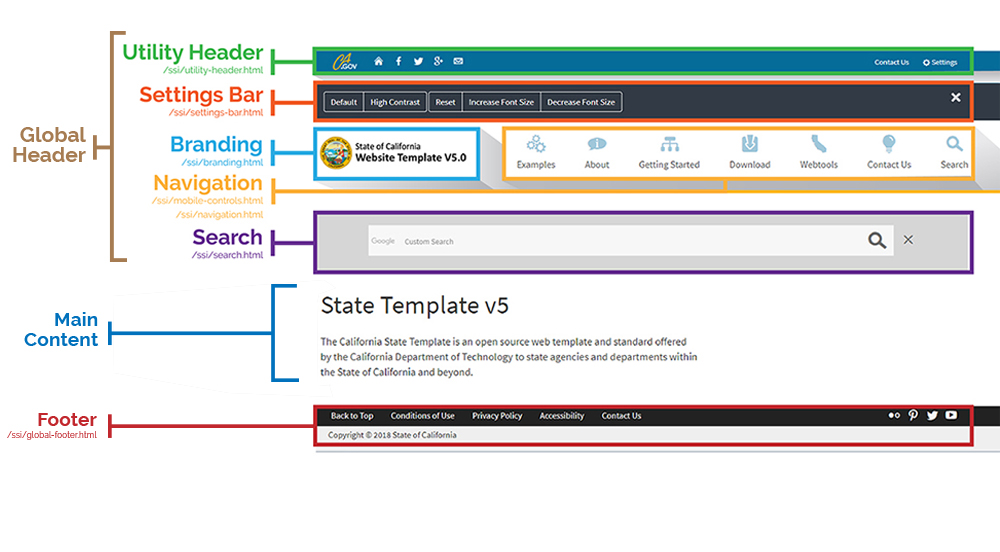 Utility Header
/ssi/utility-header.html
CA.GOV
Contact Us Settings
Settings Bar
/ssi/settings-bar.html
Default High Contrast Reset Increase Font Size Decrease Font Size
Global
Header
Branding
/ssi/branding.html
State of California
Website Template V5.0
Examples About Getting Started Download Webtools Contact Us Search
Navigation
/ssi/mobile-controls.html
/ssi/navigation.html
Search
/ssi/search.html
Google Custom Search
Main
Content
State Template v5
The California State Template is an open source web template and standard offered
by the California Department of Technology to state agencies and departments within
the State of California and beyond.
Footer
/ssi/global-footer.html
Back to Top Conditions of Use Privacy Policy Accessibility Contact Us
Copyright © 2018 State of California